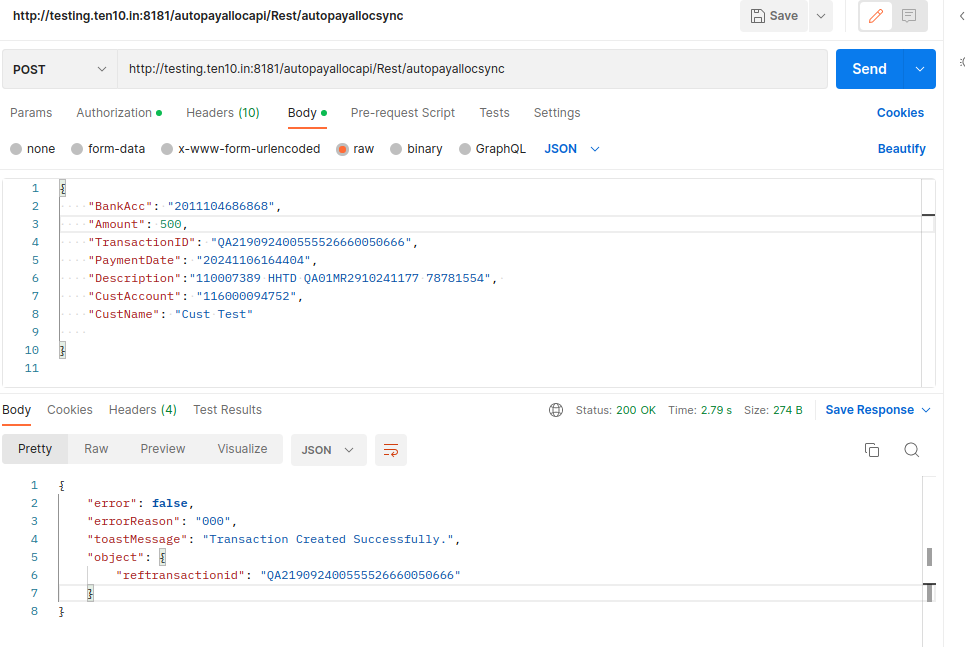 http://testing.ten10.in:8181/autopayallocapi/Rest/autopayallocsync
Save
POST
http://testing.ten10.in:8181/autopayallocapi/Rest/autopayallocsync
Send
Params Authorization Headers (10) Body Pre-request Script Tests Settings Cookies
none form-data x-www-form-urlencoded raw binary GraphQL JSON Beautify
1 {
2 "BankAcc": "2011104686868",
3 "Amount": 500,
4 "TransactionID": "QA219092400555526660050666",
5 "PaymentDate": "20241106164404",
6 "Description":"110007389 HHTD QA01MR2910241177 78781554",
7 "CustAccount": "116000094752",
8 "CustName": "Cust Test"
9
10 }
11
Body Cookies Headers (4) Test Results Status: 200 OK Time: 2.79 s Size: 274 B Save Response
Pretty Raw Preview Visualize JSON
1 {
2 "error": false,
3 "errorReason": "000",
4 "toastMessage": "Transaction Created Successfully.",
5 "object": {
6 "reftransactionid": "QA219092400555526660050666"
7 }
8 }